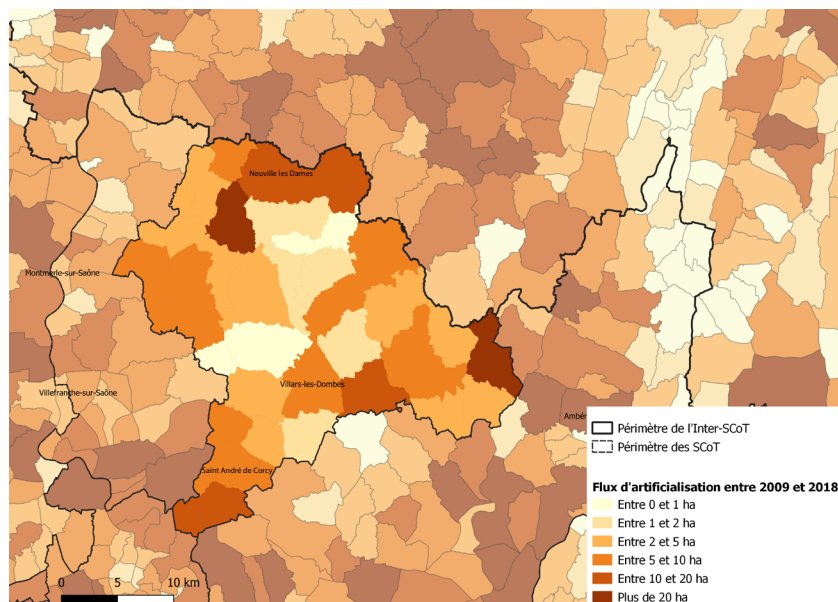 Neuville les Dames
Montmerle-sur-Saône
Villars-les-Dombes
Villefranche-sur-Saône
Saint André de Corcy
0 5 10 km
Périmètre de l'Inter-SCoT
Périmètre des SCoT
Flux d'artificialisation entre 2009 et 2018
Entre 0 et 1 ha
Entre 1 et 2 ha
Entre 2 et 5 ha
Entre 5 et 10 ha
Entre 10 et 20 ha
Plus de 20 ha